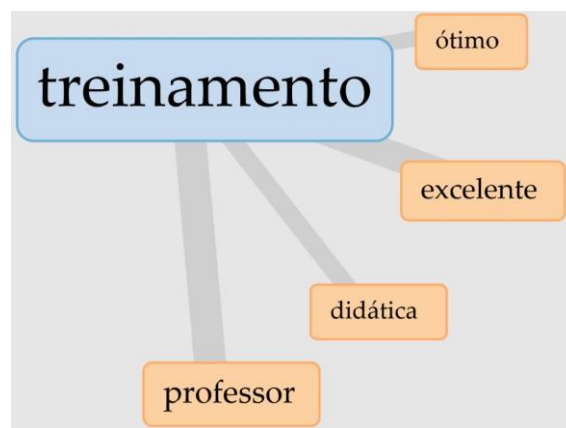 ótimo
treinamento
excelente
didática
professor